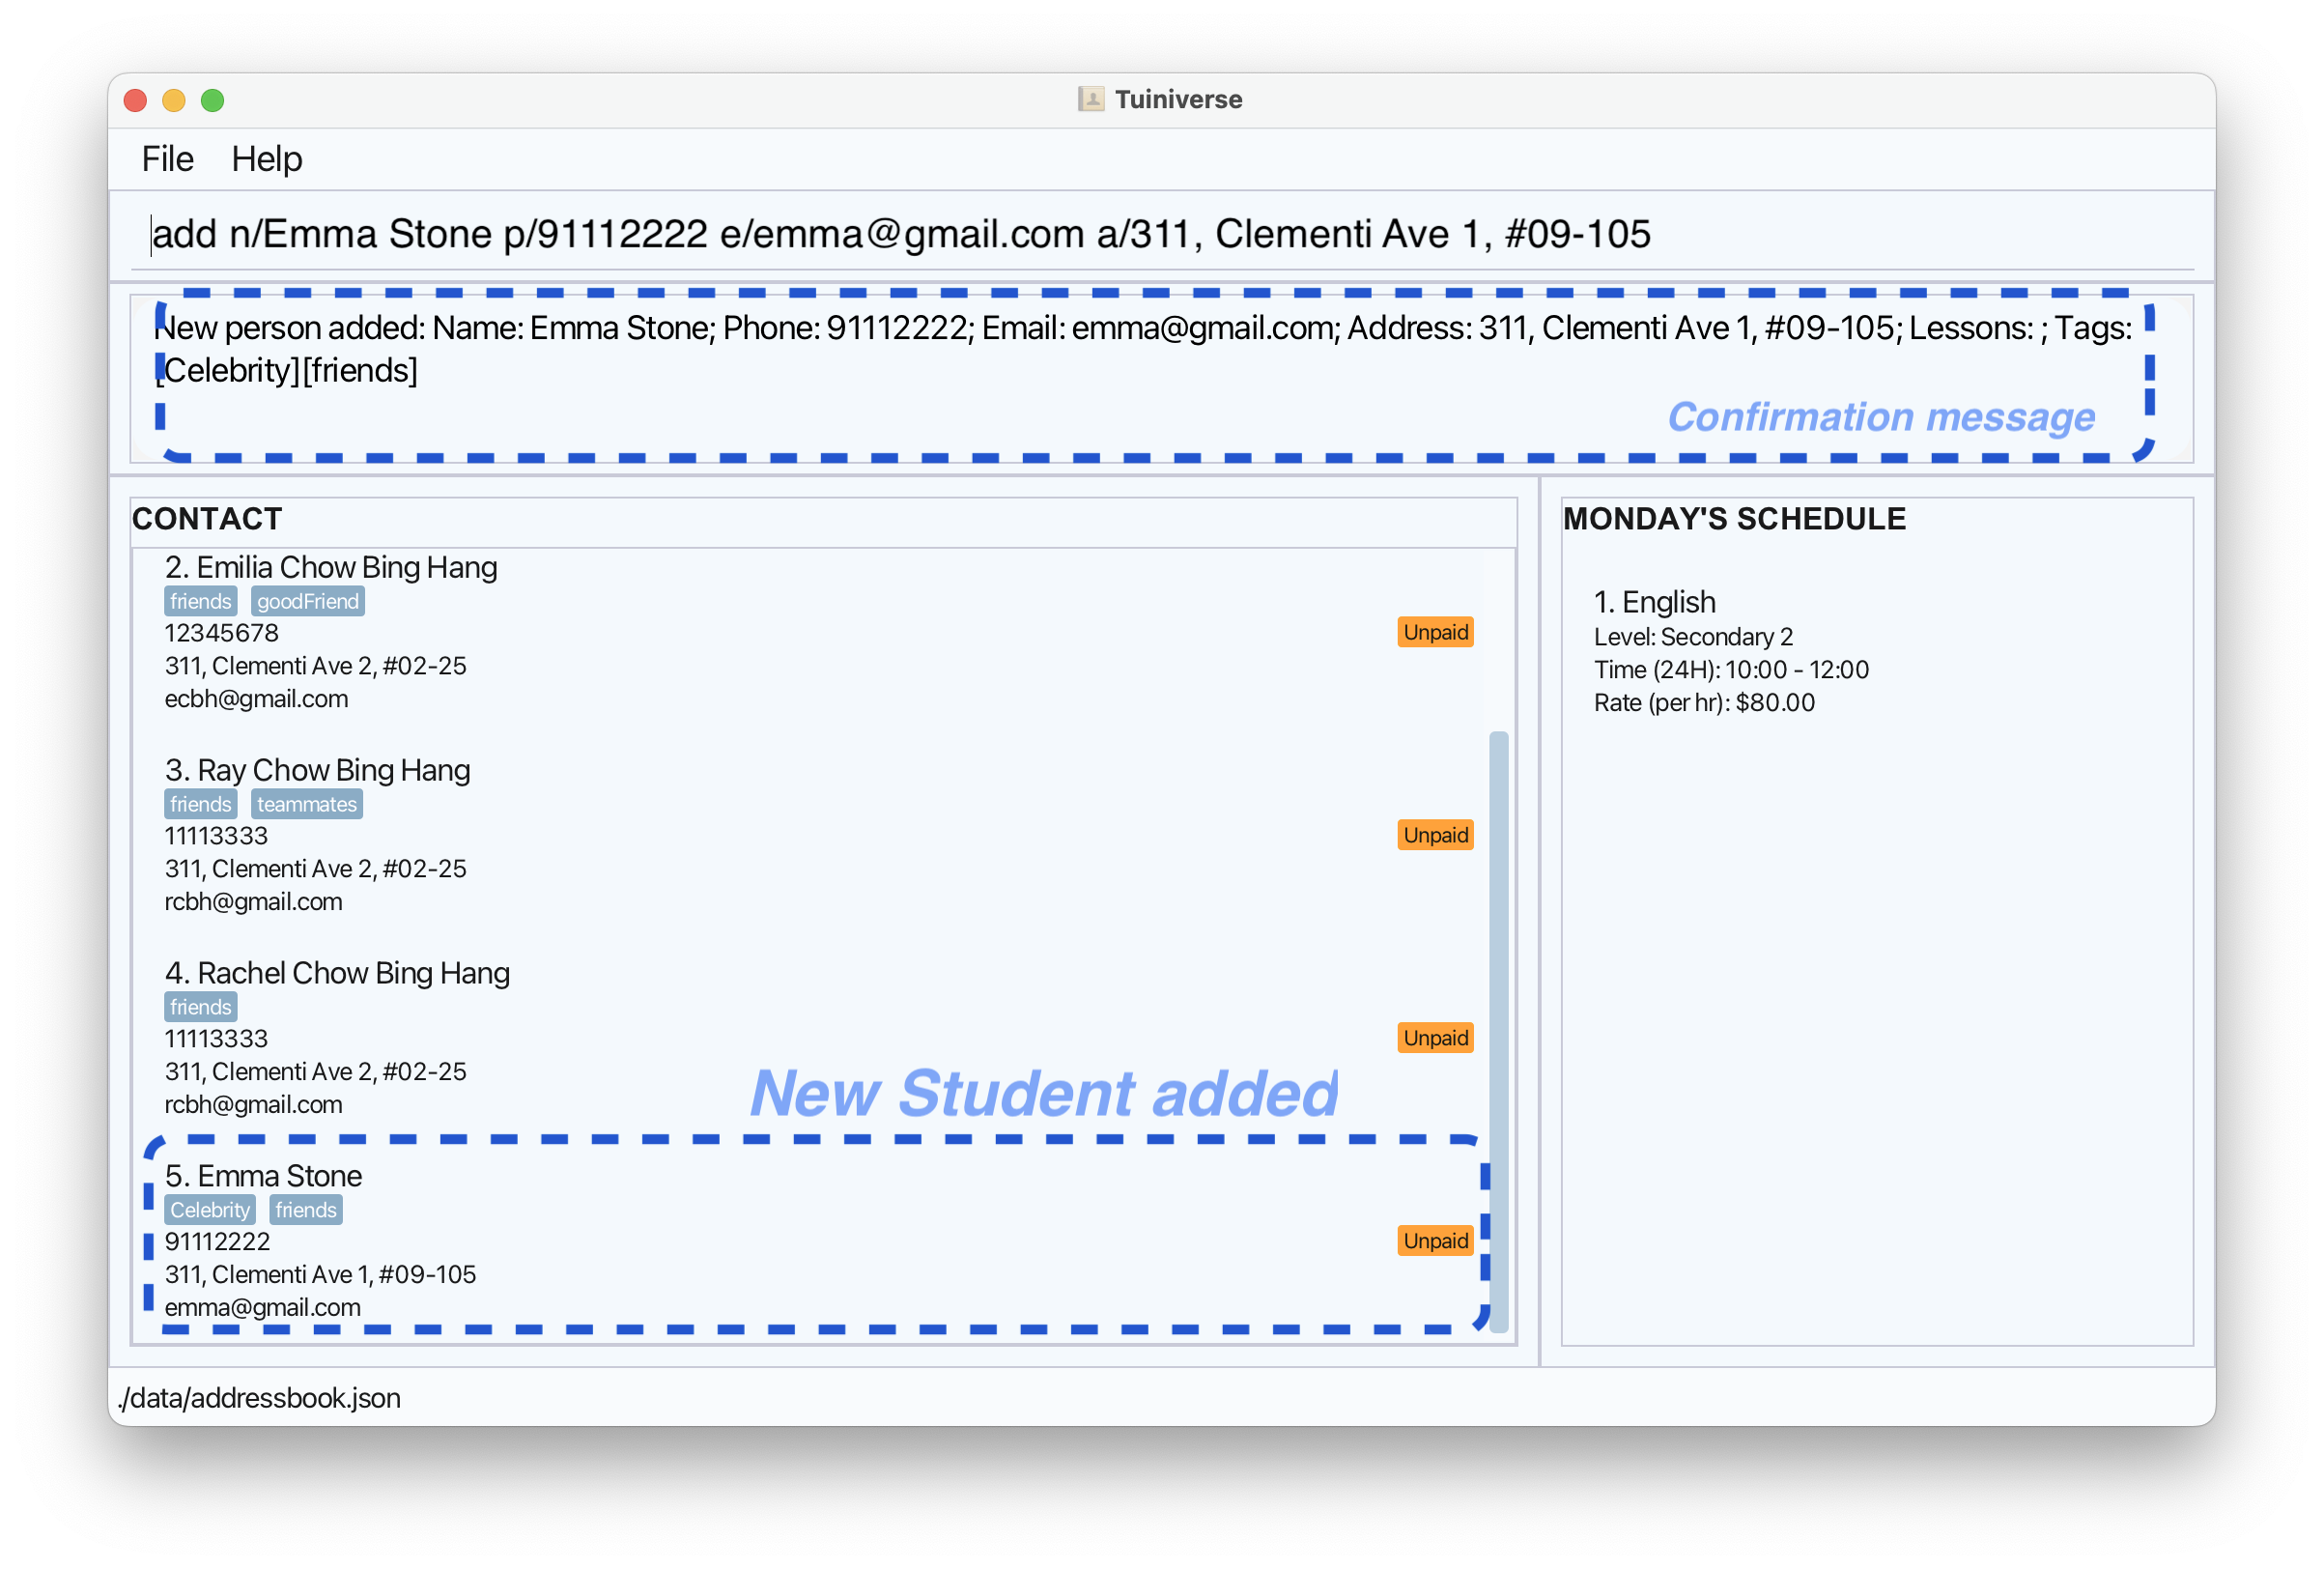 Tuiniverse
File Help
add n/Emma Stone p/91112222 e/emma@gmail.com a/311, Clementi Ave 1, #09-105
New person added: Name: Emma Stone; Phone: 91112222; Email: emma@gmail.com; Address: 311, Clementi Ave 1, #09-105; Lessons: ; Tags:
[Celebrity][friends]
Confirmation message
CONTACT
2. Emilia Chow Bing Hang
friends goodFriend
12345678
Unpaid
311, Clementi Ave 2, #02-25
ecbh@gmail.com
3. Ray Chow Bing Hang
friends teammates
11113333
Unpaid
311, Clementi Ave 2, #02-25
rcbh@gmail.com
4. Rachel Chow Bing Hang
friends
11113333
Unpaid
311, Clementi Ave 2, #02-25
rcbh@gmail.com
New Student added
5. Emma Stone
Celebrity friends
91112222
Unpaid
311, Clementi Ave 1, #09-105
emma@gmail.com
MONDAY'S SCHEDULE
1. English
Level: Secondary 2
Time (24H): 10:00 - 12:00
Rate (per hr): $80.00
./data/addressbook.json